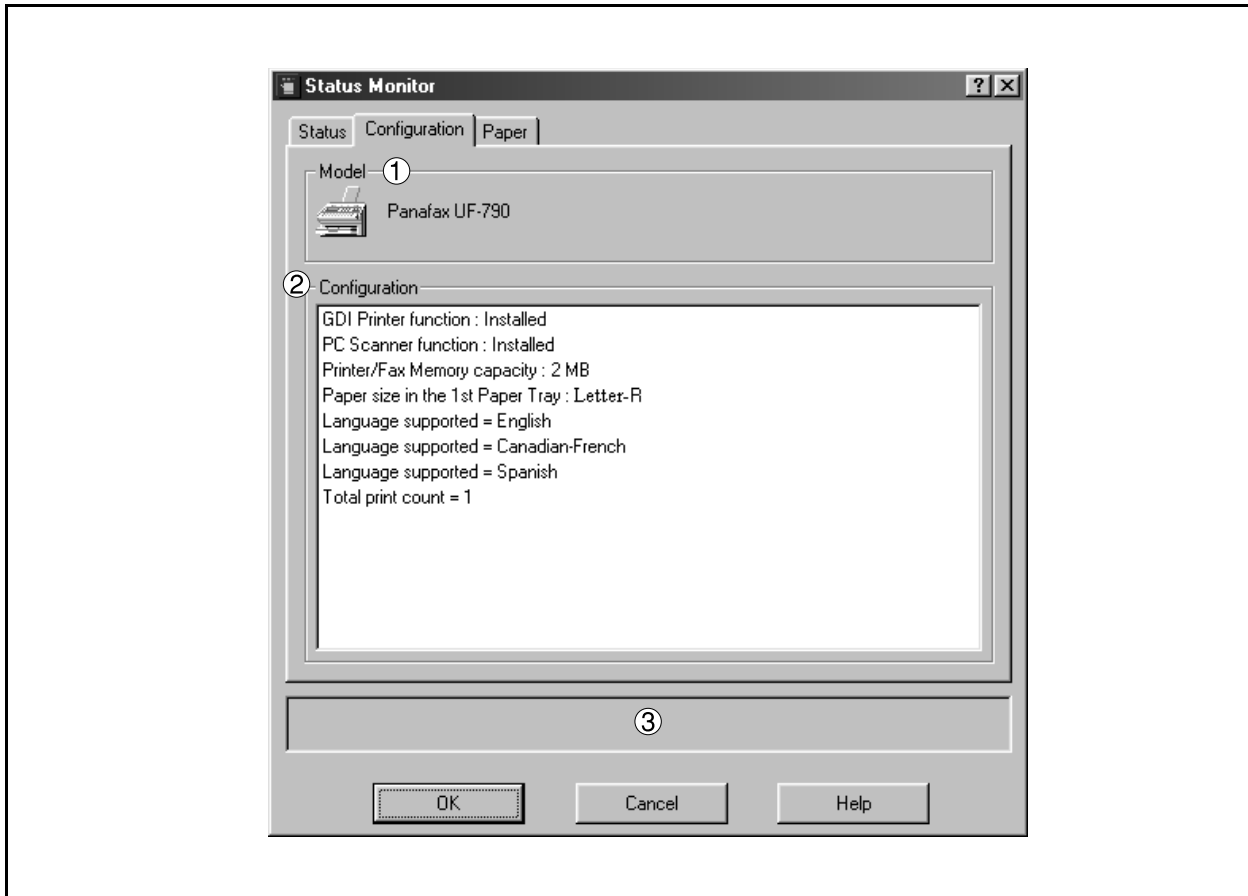 Status Monitor
Status Configuration Paper
Model ①
Panafax UF-790
② Configuration
GDI Printer function : Installed
PC Scanner function : Installed
Printer/Fax Memory capacity : 2 MB
Paper size in the 1st Paper Tray : Letter-R
Language supported = English
Language supported = Canadian-French
Language supported = Spanish
Total print count = 1
③
OK Cancel Help